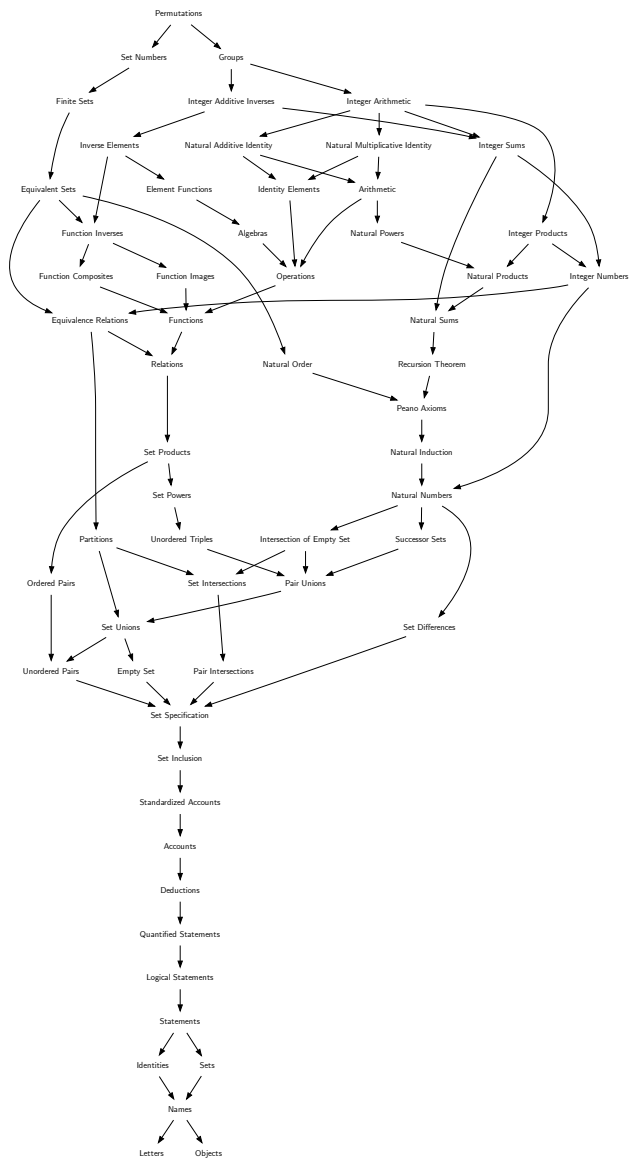 Permutations
Set Numbers
Groups
Finite Sets
Integer Additive Inverses
Integer Arithmetic
Inverse Elements
Natural Additive Identity
Natural Multiplicative Identity
Integer Sums
Equivalent Sets
Element Functions
Identity Elements
Arithmetic
Function Inverses
Algebras
Natural Powers
Integer Products
Function Composites
Function Images
Operations
Natural Products
Integer Numbers
Equivalence Relations
Functions
Natural Sums
Relations
Natural Order
Recursion Theorem
Peano Axioms
Set Products
Natural Induction
Set Powers
Natural Numbers
Partitions
Unordered Triples
Intersection of Empty Set
Successor Sets
Ordered Pairs
Set Intersections
Pair Unions
Set Unions
Set Differences
Unordered Pairs
Empty Set
Pair Intersections
Set Specification
Set Inclusion
Standardized Accounts
Accounts
Deductions
Quantified Statements
Logical Statements
Statements
Identities
Sets
Names
Letters
Objects